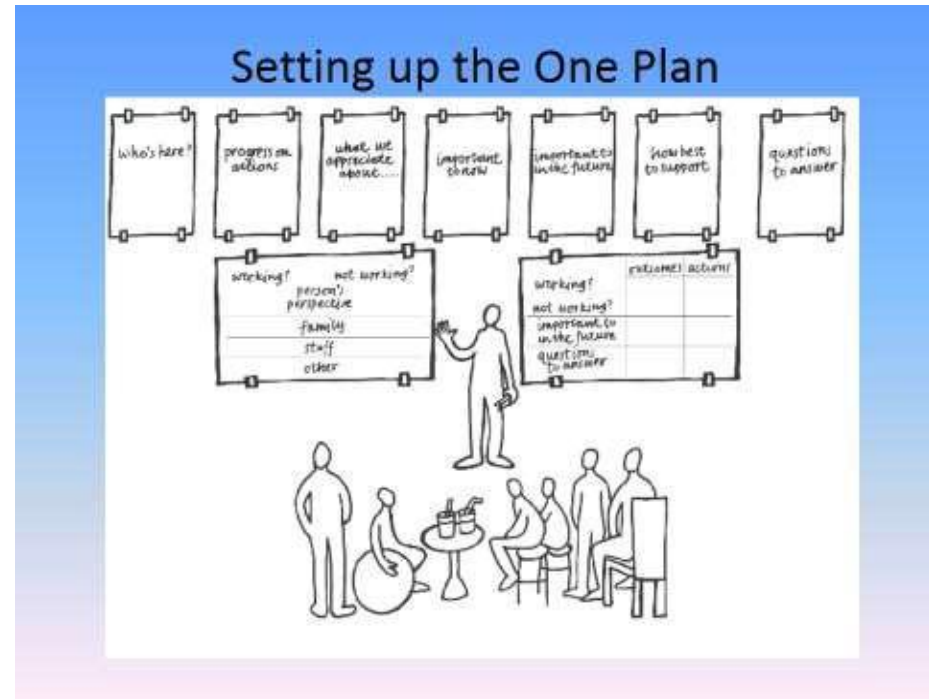 Setting up the One Plan
who's here?
progress on
actions
what we
appreciate
about.....
important
to now
important to
in the future
how best
to support
questions
to answer
working? not working?
person's
perspective
family
staff
other
outcomes actions
working?
not working?
important to
in the future
questions
to answer